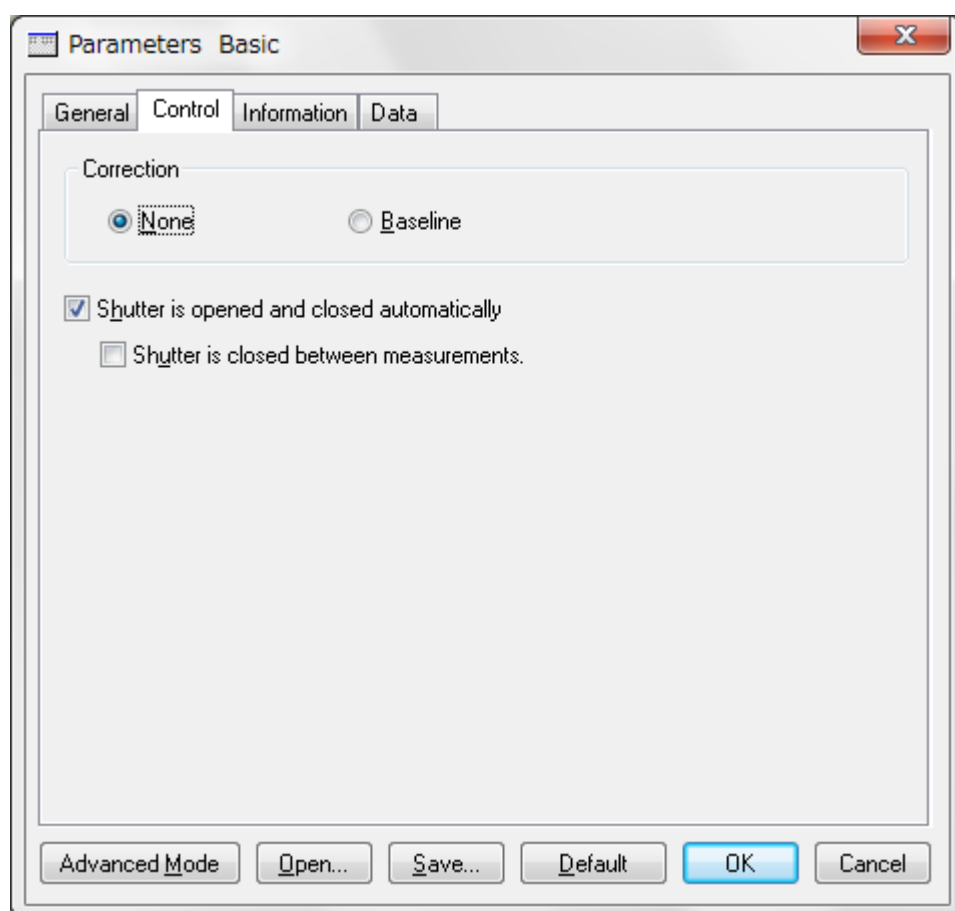 Parameters Basic
General Control Information Data
Correction
None Baseline
Shutter is opened and closed automatically
Shutter is closed between measurements.
Advanced Mode Open... Save... Default OK Cancel